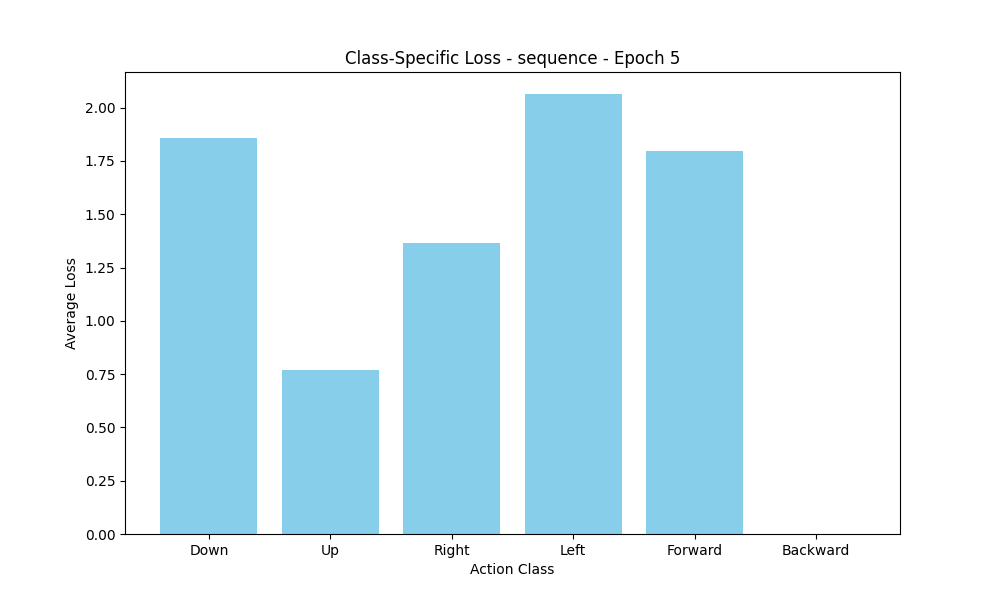 Class-Specific Loss - sequence - Epoch 5
2.00
1.75
1.50
1.25
1.00
0.75
0.50
0.25
0.00
Average Loss
Down Up Right Left Forward Backward
Action Class